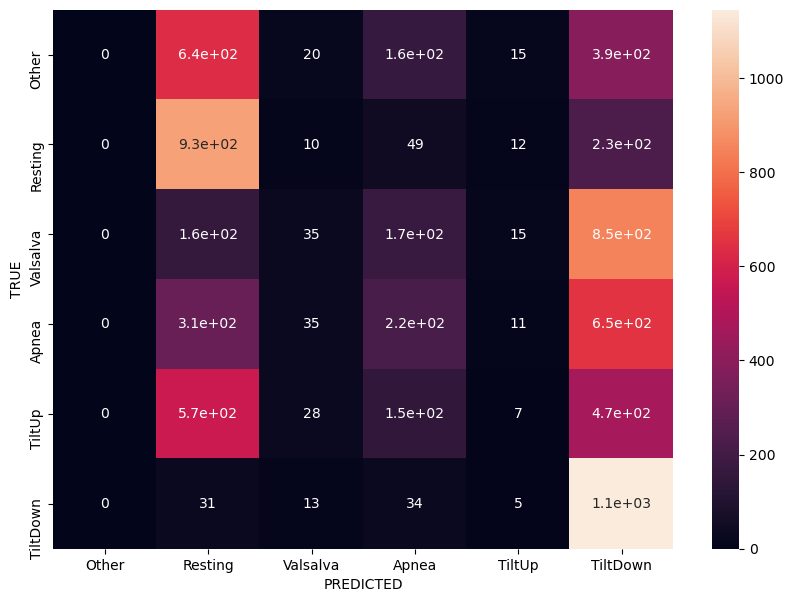 Other 0 6.4e+02 20 1.6e+02 15 3.9e+02
Resting 0 9.3e+02 10 49 12 2.3e+02
Valsalva 0 1.6e+02 35 1.7e+02 15 8.5e+02
Apnea 0 3.1e+02 35 2.2e+02 11 6.5e+02
TiltUp 0 5.7e+02 28 1.5e+02 7 4.7e+02
TiltDown 0 31 13 34 5 1.1e+03
Other Resting Valsalva Apnea TiltUp TiltDown
PREDICTED
TRUE
1000
800
600
400
200
0